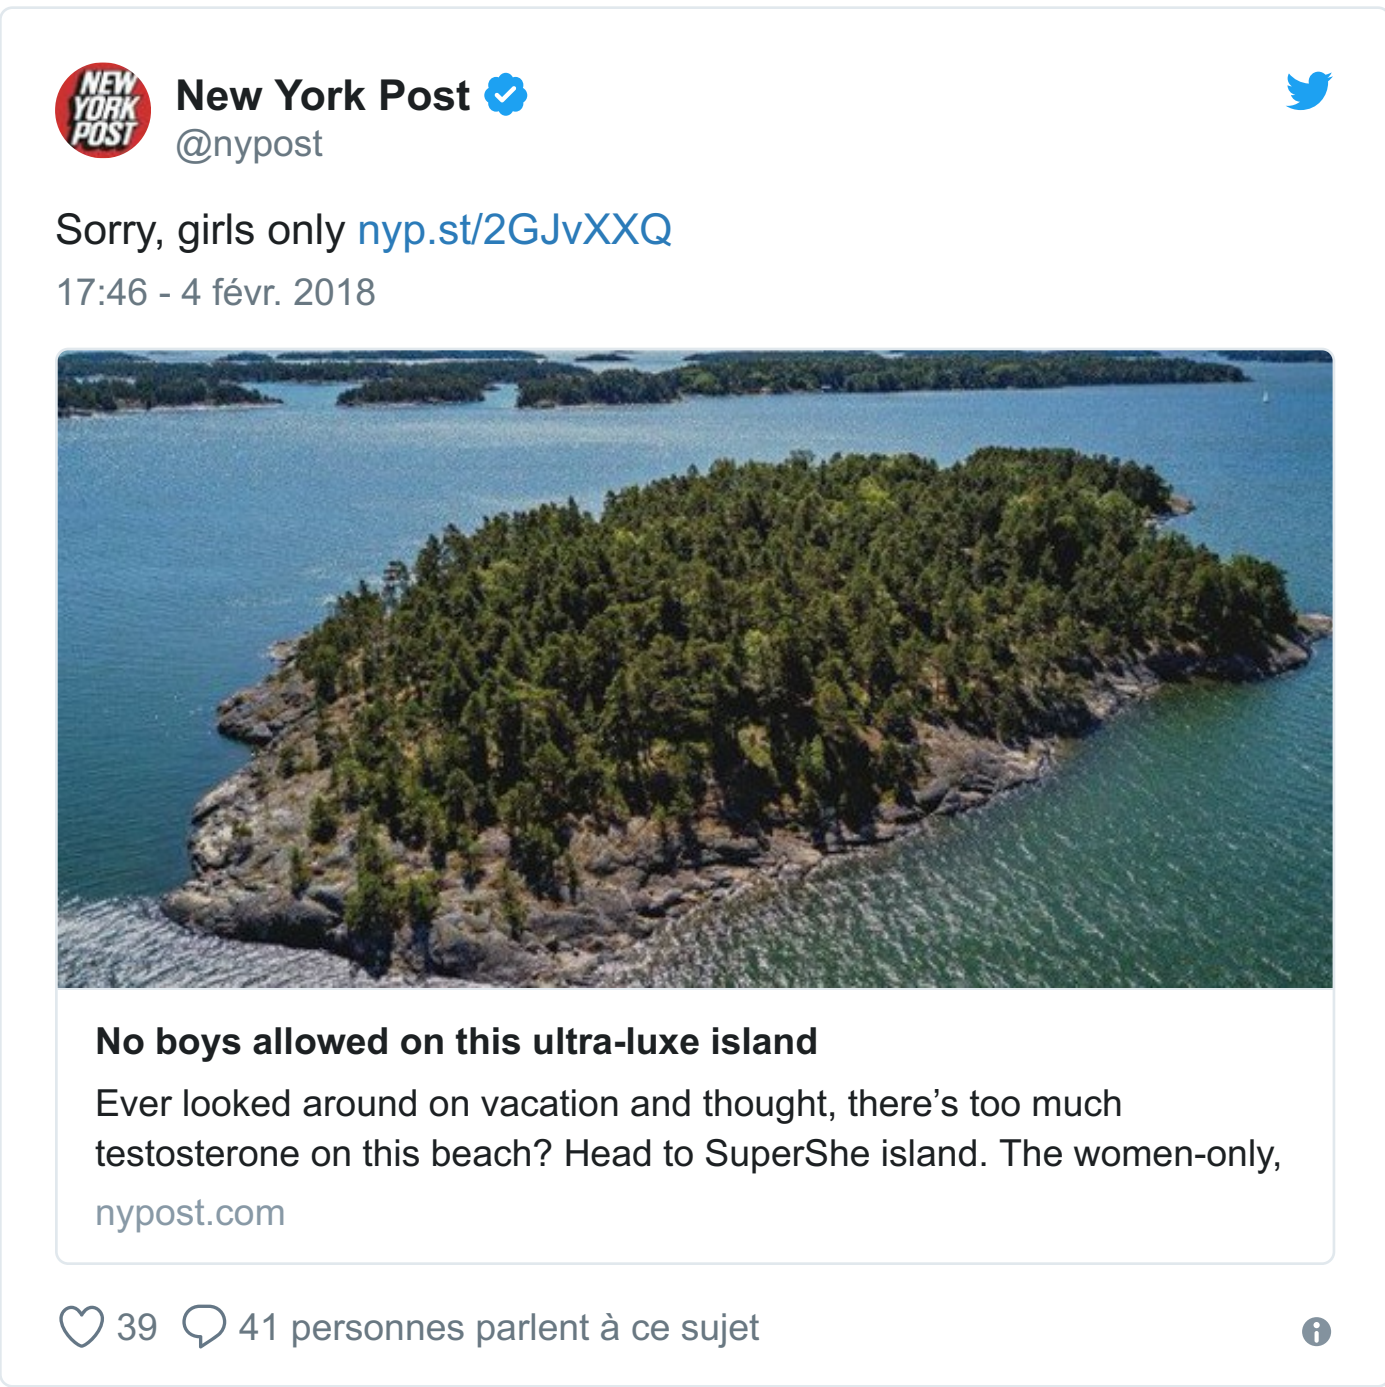 NEW
YORK
POST
New York Post
@nypost
Sorry, girls only nyp.st/2GJvXXQ
17:46 - 4 févr. 2018
No boys allowed on this ultra-luxe island
Ever looked around on vacation and thought, there’s too much
testosterone on this beach? Head to SuperShe island. The women-only,
nypost.com
39 41 personnes parlent à ce sujet